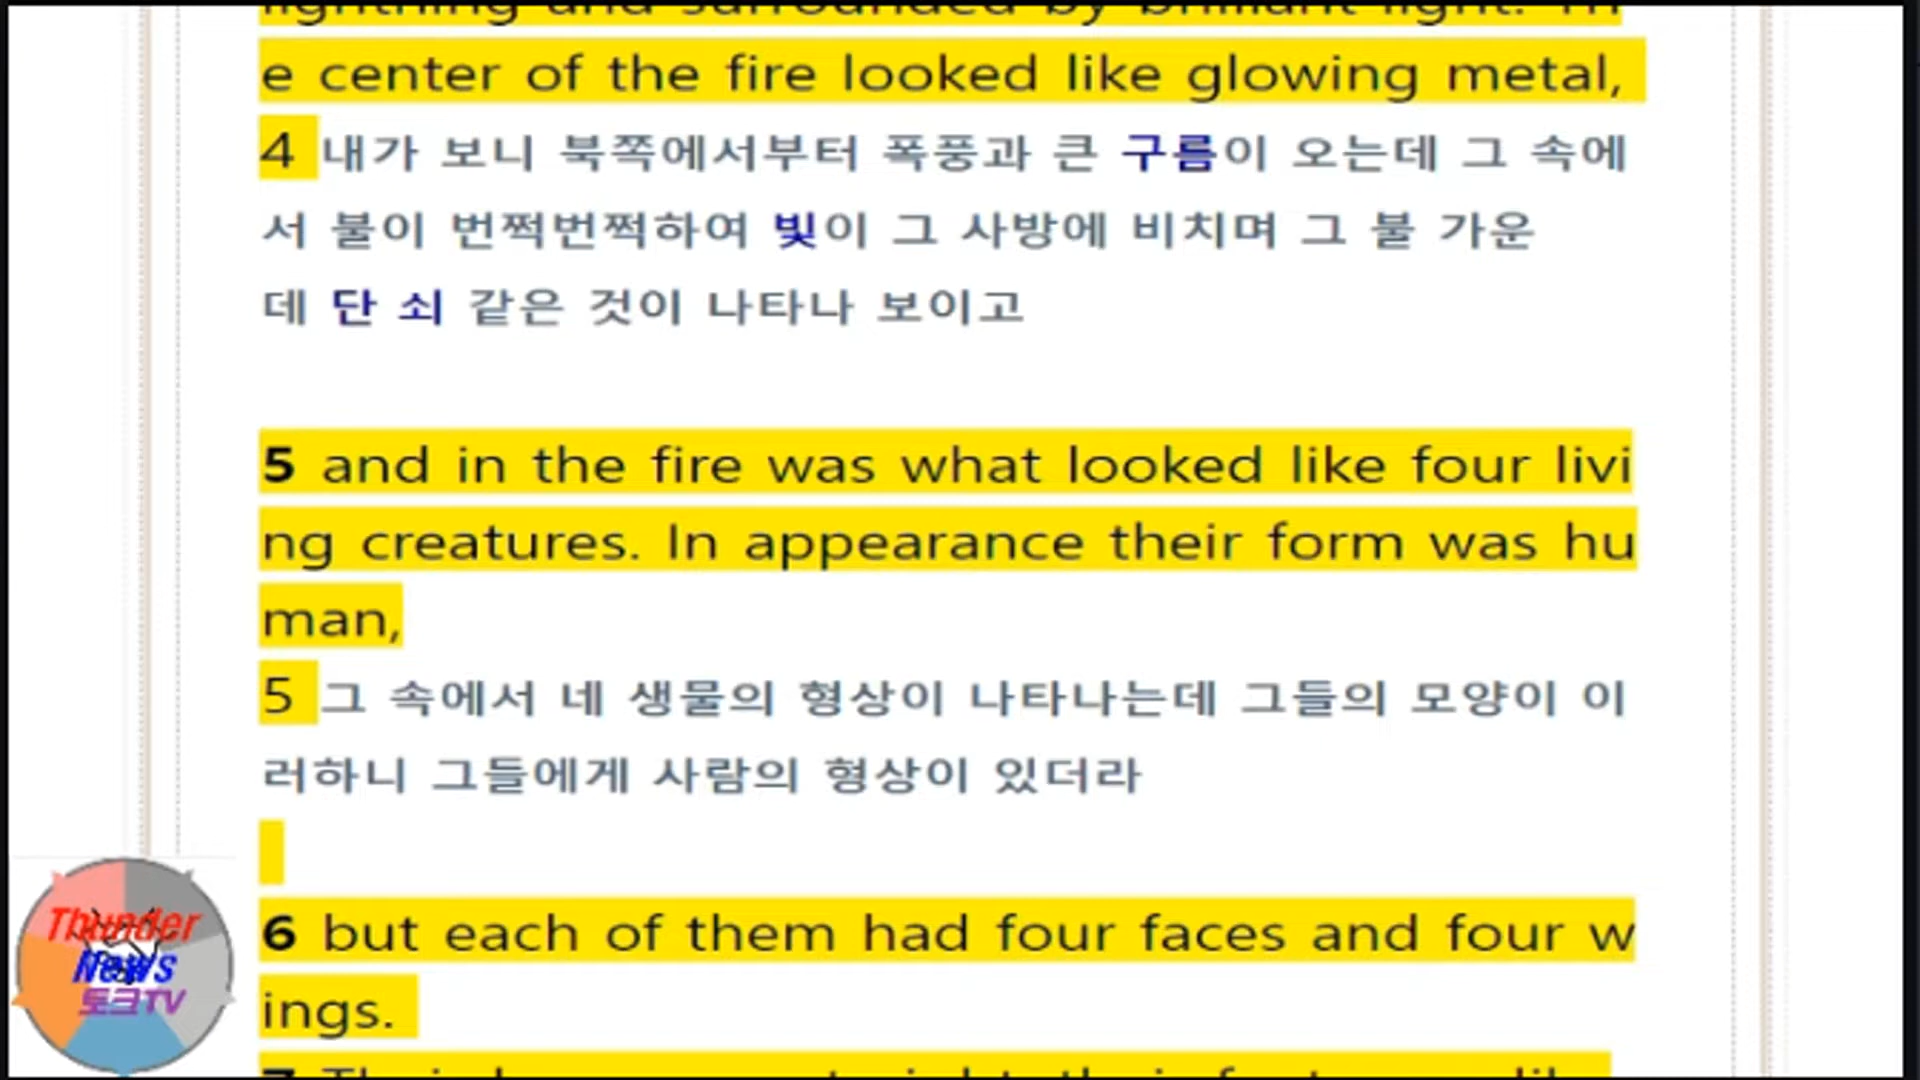 lightning and surrounded by brilliant light. Th
e center of the fire looked like glowing metal,
4 내가 보니 북쪽에서부터 폭풍과 큰 구름이 오는데 그 속에
서 불이 번쩍번쩍하여 빛이 그 사방에 비치며 그 불 가운
데 단 쇠 같은 것이 나타나 보이고
5 and in the fire was what looked like four livi
ng creatures. In appearance their form was hu
man,
5 그 속에서 네 생물의 형상이 나타나는데 그들의 모양이 이
러하니 그들에게 사람의 형상이 있더라
6 but each of them had four faces and four w
ings.
Thunder
News
토크TV